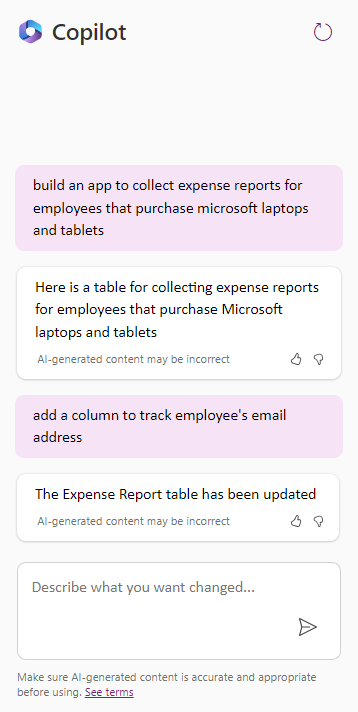 Copilot
build an app to collect expense reports for
employees that purchase microsoft laptops
and tablets
Here is a table for collecting expense reports
for employees that purchase Microsoft
laptops and tablets
AI-generated content may be incorrect
add a column to track employee's email
address
The Expense Report table has been updated
AI-generated content may be incorrect
Describe what you want changed...
Make sure AI-generated content is accurate and appropriate
before using. See terms